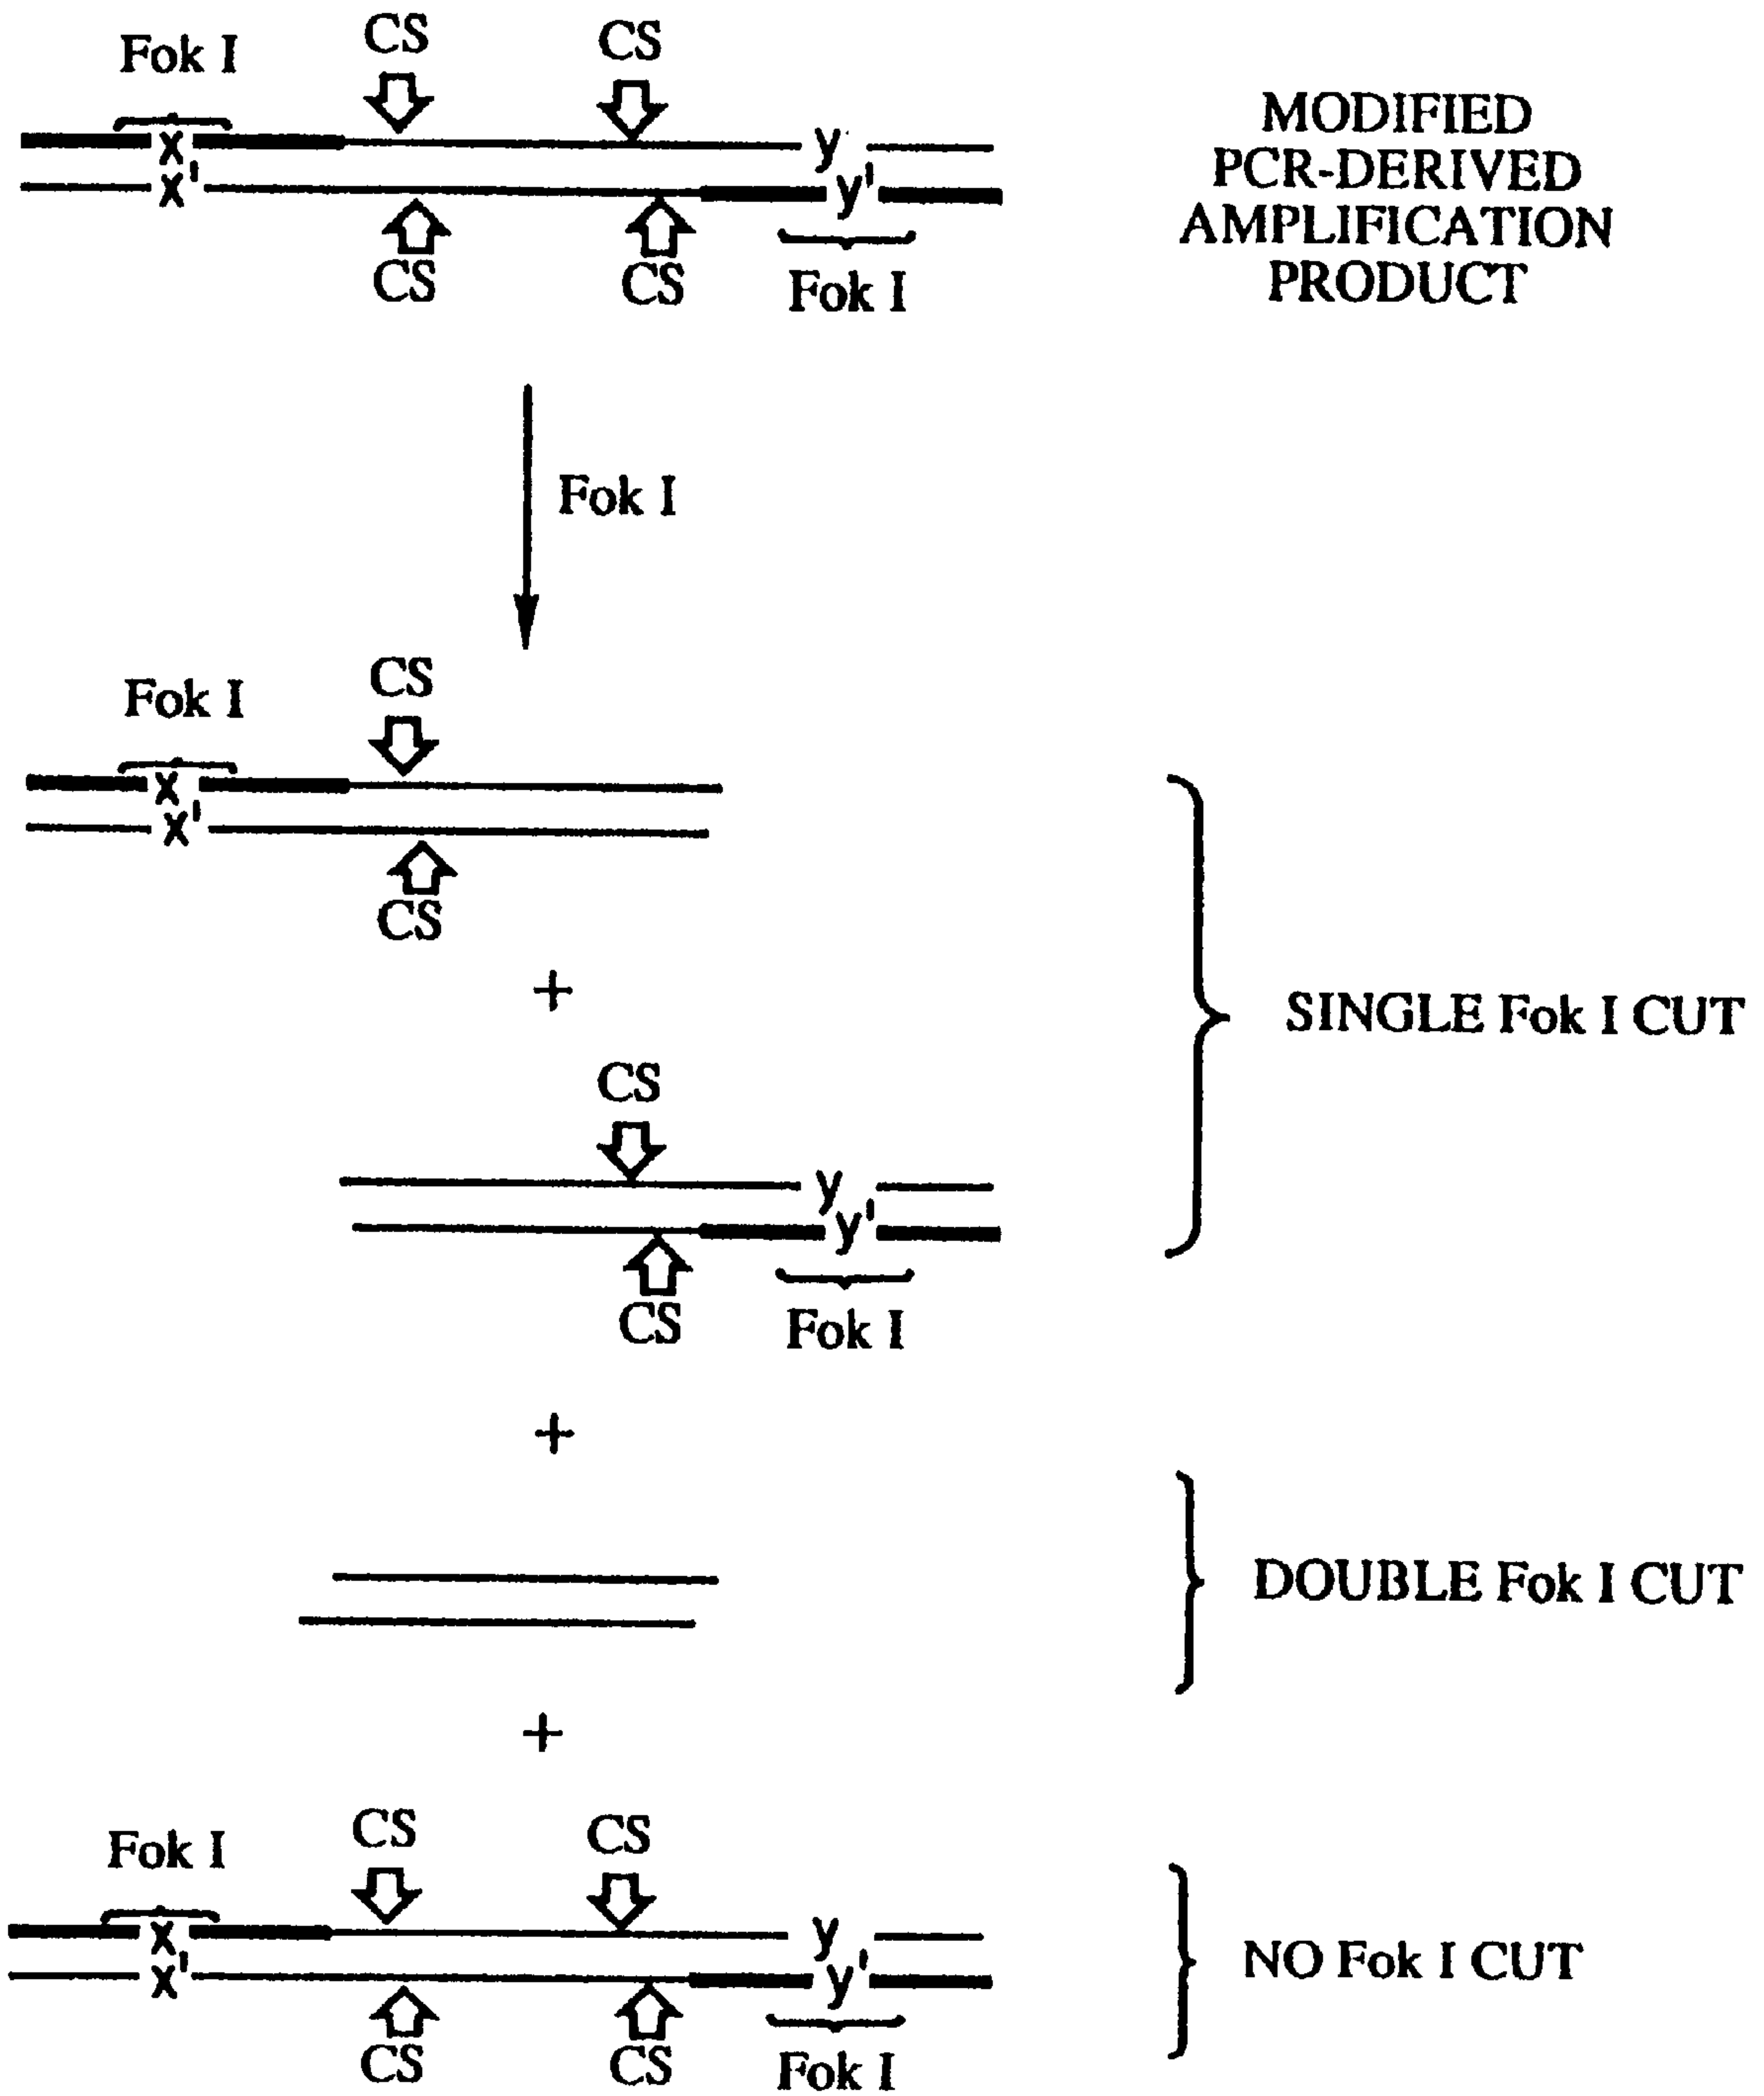 Fok I
CS
CS
x
y
x'
y'
CS
CS
Fok I
MODIFIED
PCR-DERIVED
AMPLIFICATION
PRODUCT
Fok I
Fok I
CS
x
x'
CS
+
SINGLE Fok I CUT
CS
y
y'
CS
Fok I
+
DOUBLE Fok I CUT
+
Fok I
CS
CS
x
y
x'
y'
CS
CS
Fok I
NO Fok I CUT